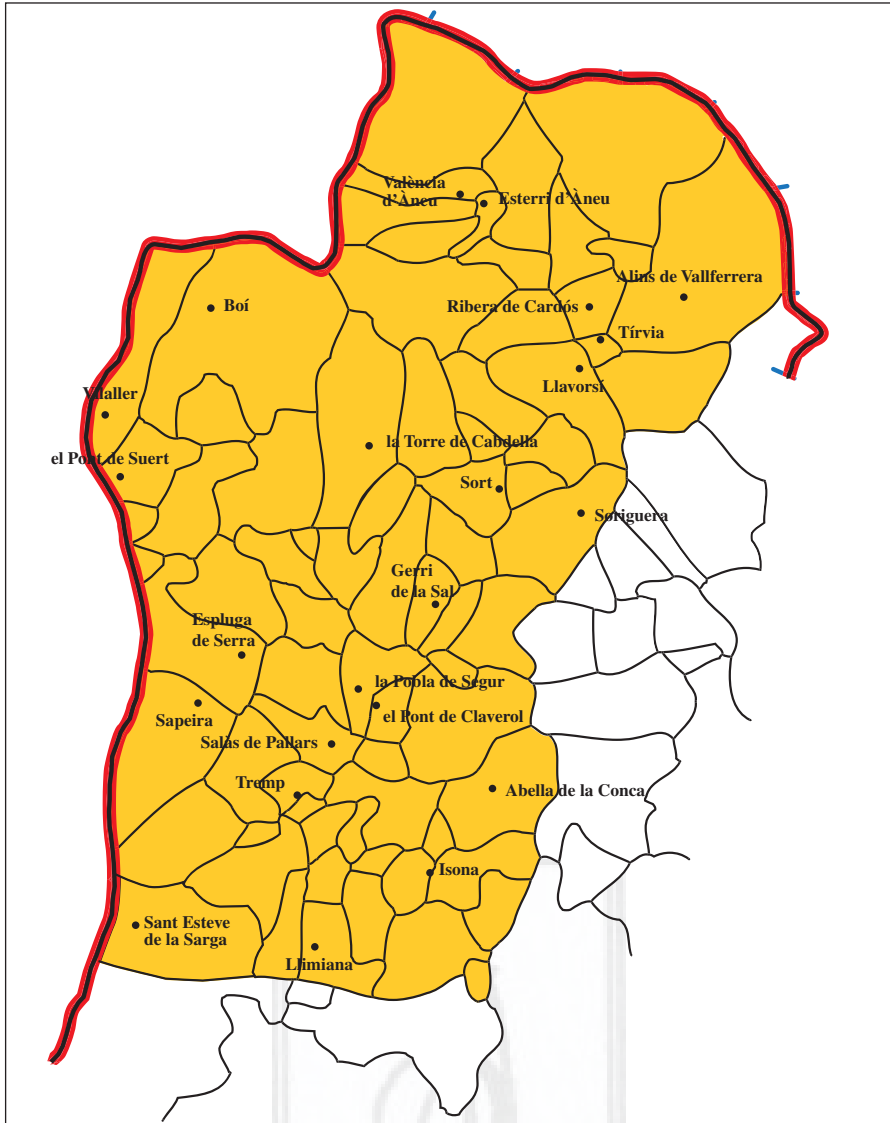 València
d’Àneu
Esterri d’Àneu
Alins de Vallferrera
Boí
Ribera de Cardós
Tírvia
Llavorsí
Vilaller
la Torre de Cabdella
el Pont de Suert
Sort
Soriguera
Gerri
de la Sal
Espluga
de Serra
la Pobla de Segur
el Pont de Claverol
Sapeira
Salàs de Pallars
Tremp
Abella de la Conca
Isona
Sant Esteve
de la Sarga
Llimiana